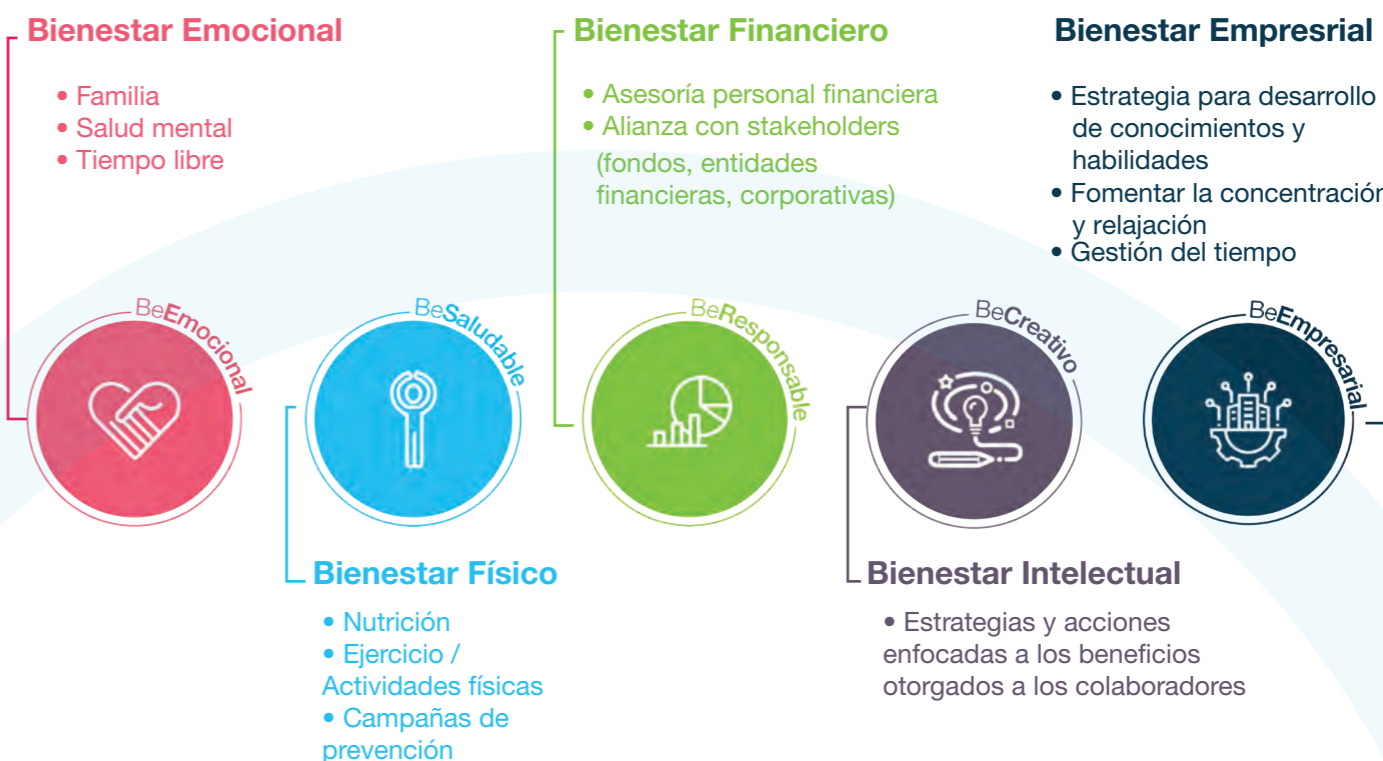 Bienestar Emocional
• Familia
• Salud mental
• Tiempo libre
Bienestar Financiero
• Asesoría personal financiera
• Alianza con stakeholders
(fondos, entidades
financieras, corporativas)
Bienestar Empresrial
• Estrategia para desarrollo
de conocimientos y
habilidades
• Fomentar la concentración
y relajación
• Gestión del tiempo
BeEmocional
BeSaludable
BeResponsable
BeCreativo
BeEmpresarial
Bienestar Físico
• Nutrición
• Ejercicio /
Actividades físicas
• Campañas de
prevención
Bienestar Intelectual
• Estrategias y acciones
enfocadas a los beneficios
otorgados a los colaboradores